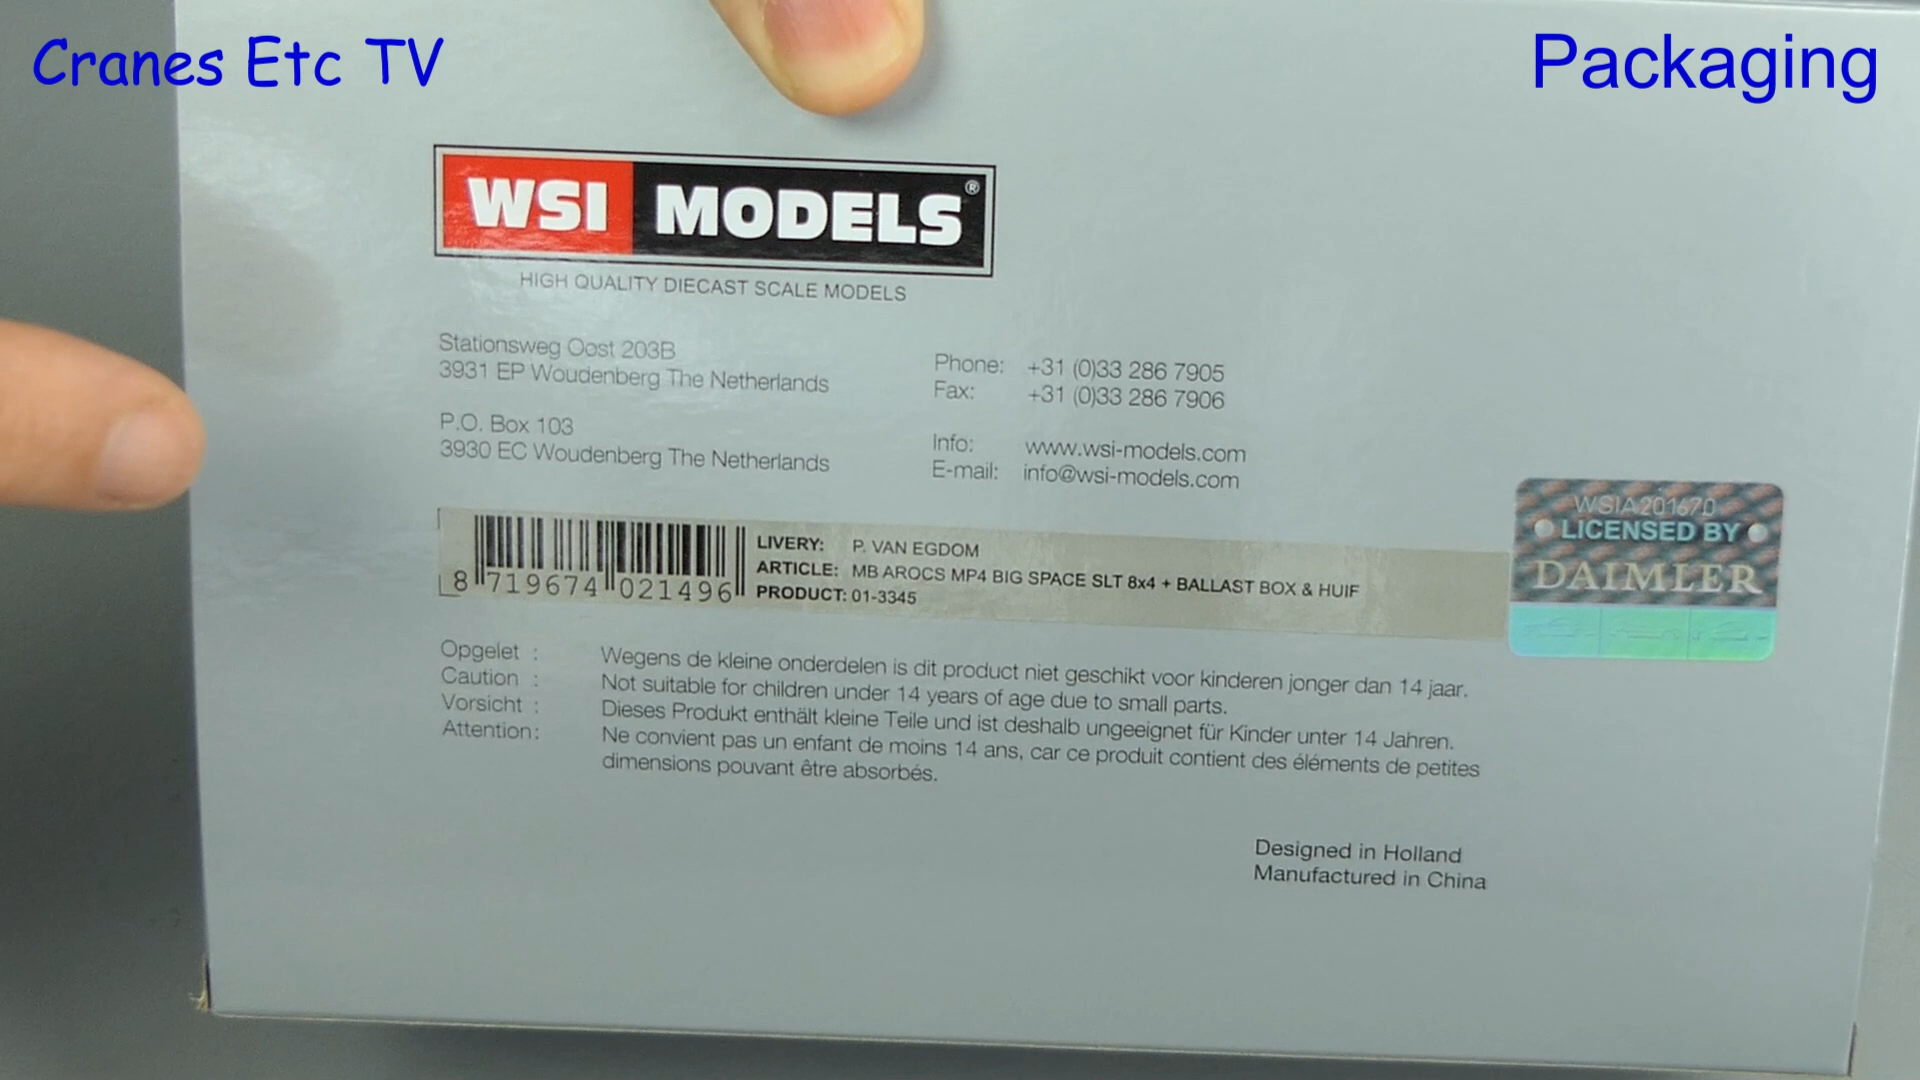 Cranes Etc TV
Packaging
WSI MODELS®
HIGH QUALITY DIECAST SCALE MODELS
Stationsweg Oost 203B
3931 EP Woudenberg The Netherlands
P.O. Box 103
3930 EC Woudenberg The Netherlands
Phone: +31 (0)33 286 7905
Fax: +31 (0)33 286 7906
Info: www.wsi-models.com
E-mail: info@wsi-models.com
8 719674 021496
LIVERY: P. VAN EGDOM
ARTICLE: MB AROCS MP4 BIG SPACE SLT 8x4 + BALLAST BOX & HUIF
PRODUCT: 01-3345
WSIA201670
LICENSED BY
DAIMLER
Opgelet : Wegens de kleine onderdelen is dit product niet geschikt voor kinderen jonger dan 14 jaar.
Caution : Not suitable for children under 14 years of age due to small parts.
Vorsicht : Dieses Produkt enthält kleine Teile und ist deshalb ungeeignet für Kinder unter 14 Jahren.
Attention: Ne convient pas un enfant de moins 14 ans, car ce produit contient des éléments de petites
dimensions pouvant être absorbés.
Designed in Holland
Manufactured in China